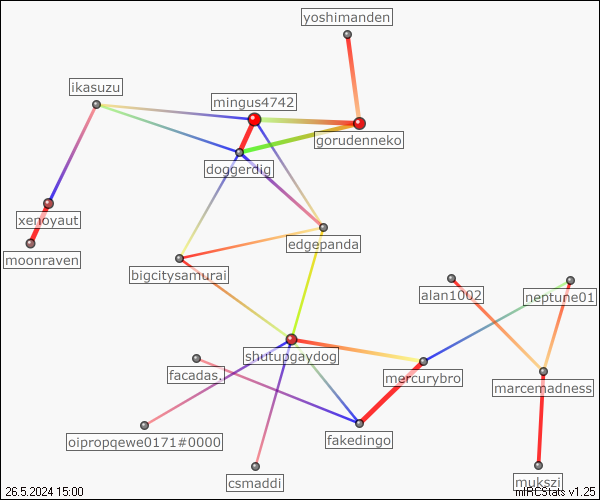 yoshimanden
ikasuzu
mingus4742
gorudenneko
doggerdig
xenoyaut
edgepanda
moonraven
bigcitysamurai
alan1002
neptune01
shutupgaydog
facadas.
mercurybro
marcemadness
oipropqewe0171#0000
fakedingo
csmaddi
mukszi
26.5.2024 15:00
mIRCStats v1.25